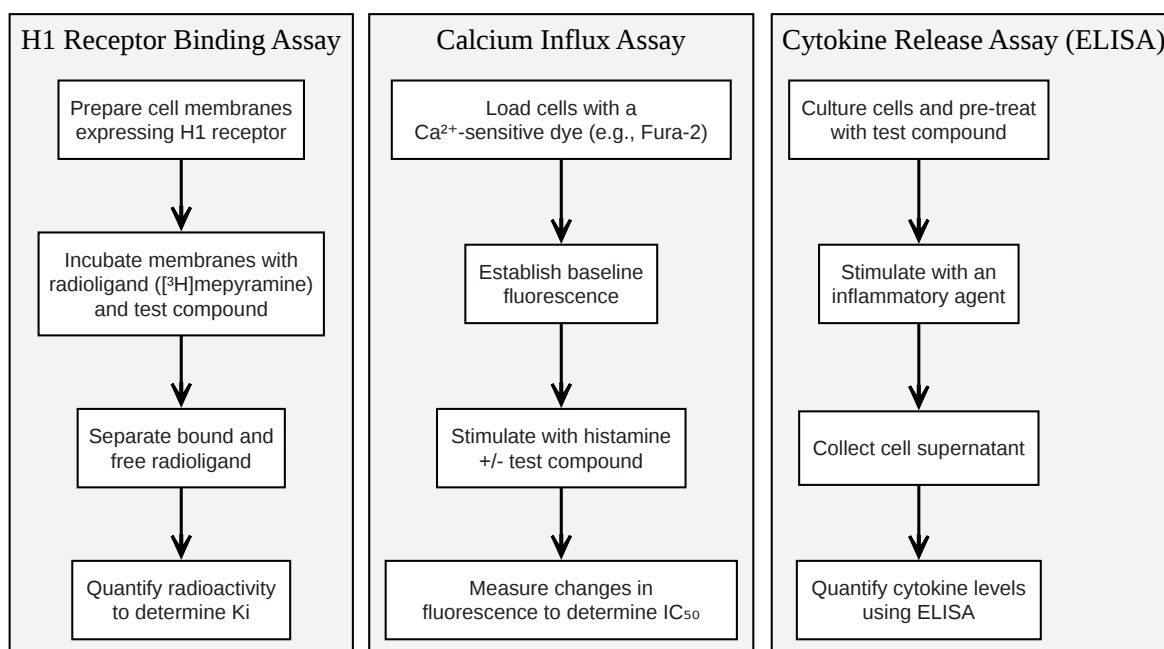 H1 Receptor Binding Assay
Prepare cell membranes
expressing H1 receptor
Incubate membranes with
radioligand ([³H]mepyramine)
and test compound
Separate bound and
free radioligand
Quantify radioactivity
to determine Ki
Calcium Influx Assay
Load cells with a
Ca²⁺-sensitive dye (e.g., Fura-2)
Establish baseline
fluorescence
Stimulate with histamine
+/- test compound
Measure changes in
fluorescence to determine IC₅₀
Cytokine Release Assay (ELISA)
Culture cells and pre-treat
with test compound
Stimulate with an
inflammatory agent
Collect cell supernatant
Quantify cytokine levels
using ELISA